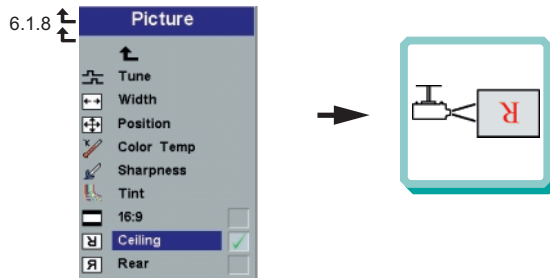 6.1.8
Picture
Tune
Width
Position
Color Temp
Sharpness
Tint
16:9
R Ceiling
R Rear
R